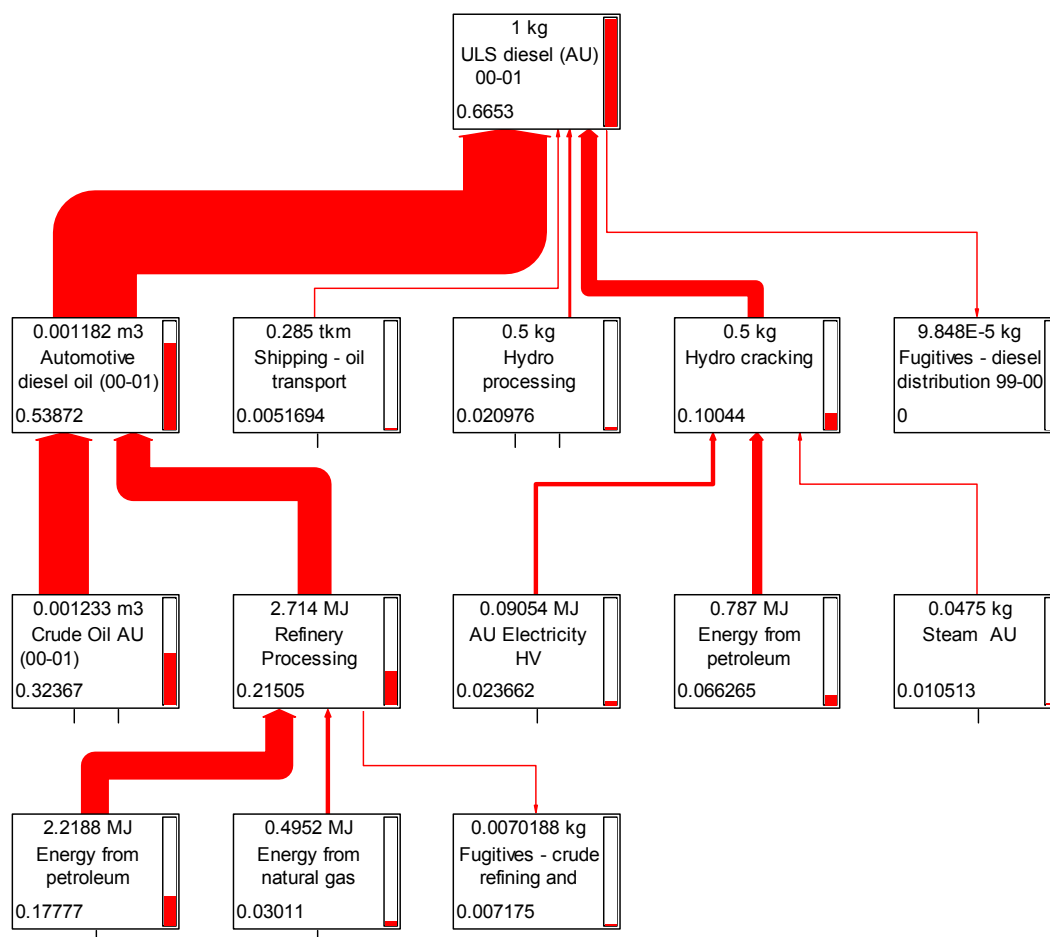 1 kg
ULS diesel (AU)
00-01
0.6653
0.001182 m3
Automotive
diesel oil (00-01)
0.53872
0.285 tkm
Shipping - oil
transport
0.0051694
0.5 kg
Hydro
processing
0.020976
0.5 kg
Hydro cracking
0.10044
9.848E-5 kg
Fugitives - diesel
distribution 99-00
0
0.001233 m3
Crude Oil AU
(00-01)
0.32367
2.714 MJ
Refinery
Processing
0.21505
0.09054 MJ
AU Electricity
HV
0.023662
0.787 MJ
Energy from
petroleum
0.066265
0.0475 kg
Steam AU
0.010513
2.2188 MJ
Energy from
petroleum
0.17777
0.4952 MJ
Energy from
natural gas
0.03011
0.0070188 kg
Fugitives - crude
refining and
0.007175